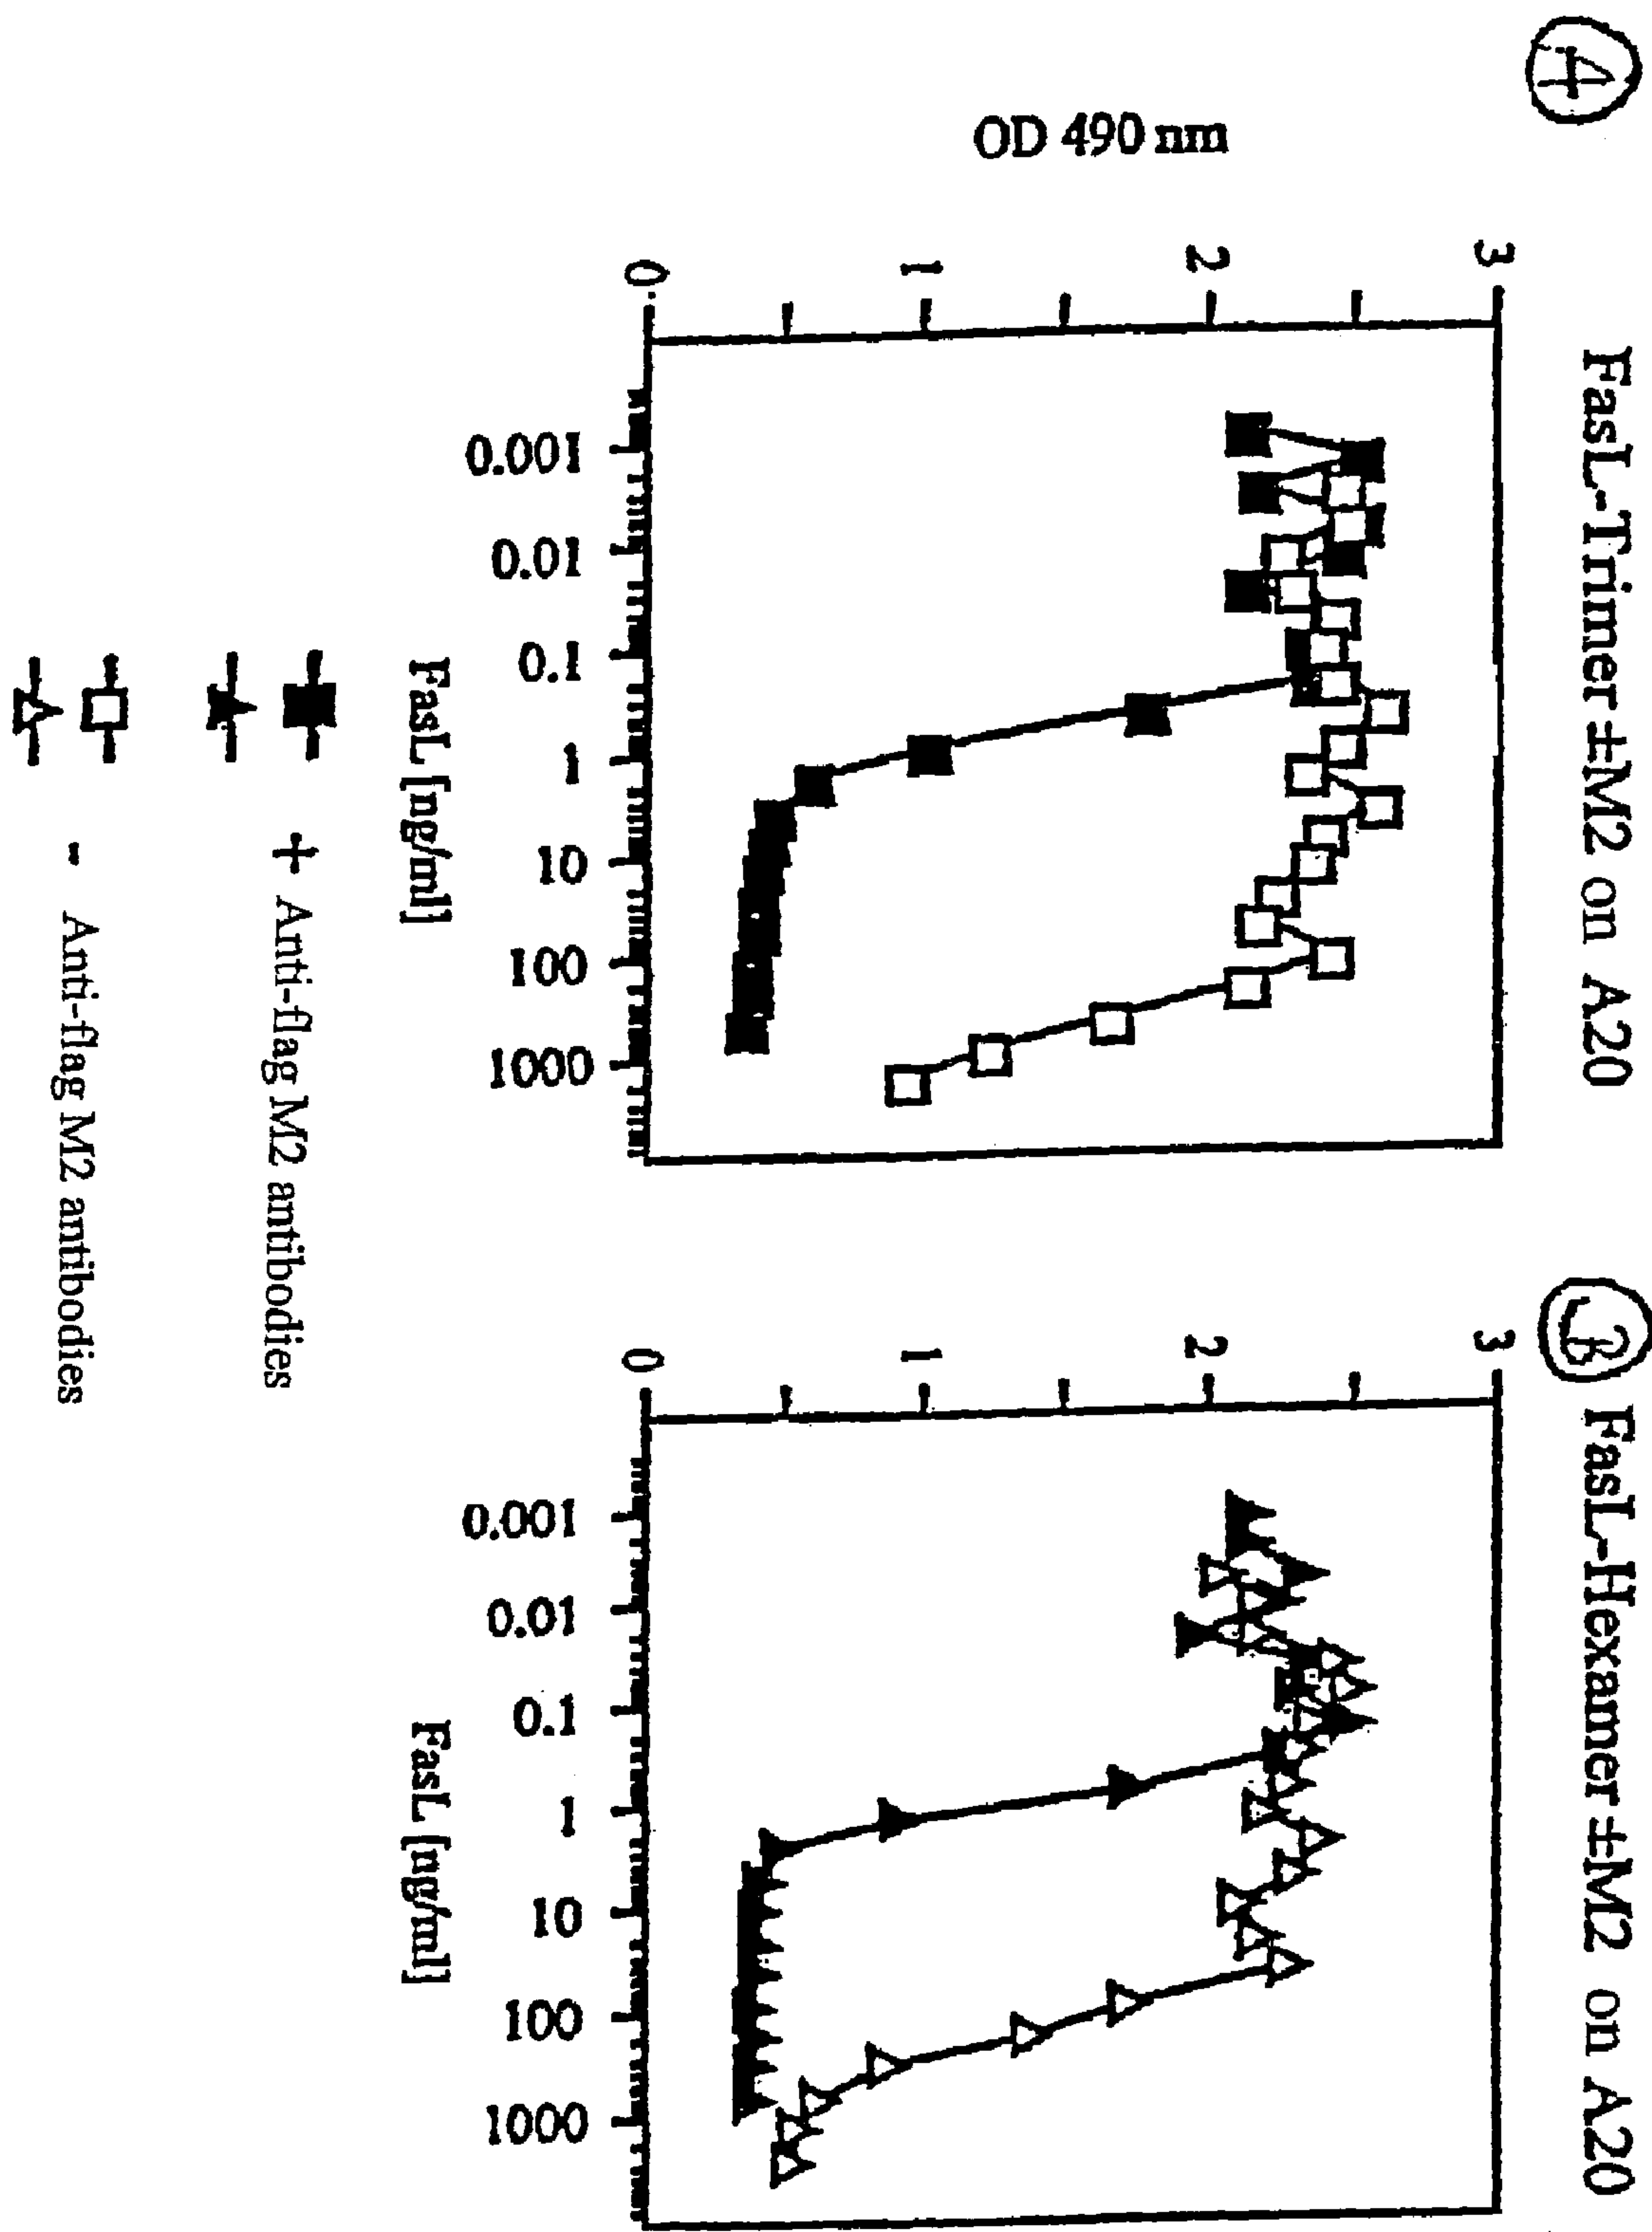 A
FasL-Trimer ±M2 on A20
OD 490 nm
3
2
1
0
0.001
0.01
0.1
1
10
100
1000
FasL [ng/ml]
B
FasL-Hexamer ±M2 on A20
3
2
1
0
0.001
0.01
0.1
1
10
100
1000
FasL [ng/ml]
+ Anti-flag M2 antibodies
- Anti-flag M2 antibodies